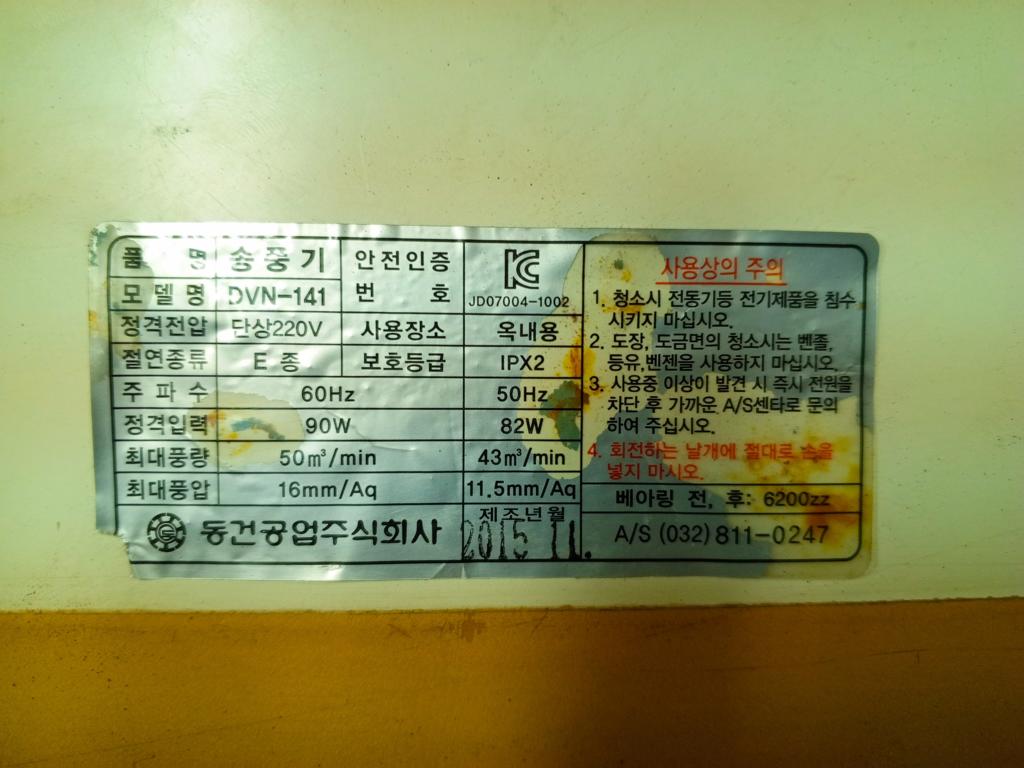 품 명 송풍기 안전인증
모델명 DVN-141 번 호 JD07004-1002
정격전압 단상220V 사용장소 옥내용
절연종류 E 종 보호등급 IPX2
주 파 수 60Hz 50Hz
정격입력 90W 82W
최대풍량 50㎥/min 43㎥/min
최대풍압 16mm/Aq 11.5mm/Aq
동건공업주식회사 제조년월
2015 11.
사용상의 주의
1. 청소시 전동기등 전기제품을 침수
시키지 마십시오.
2. 도장, 도금면의 청소시는 벤졸,
등유,벤젠을 사용하지 마십시오.
3. 사용중 이상이 발견 시 즉시 전원을
차단 후 가까운 A/S센타로 문의
하여 주십시오.
4. 회전하는 날개에 절대로 손을
넣지 마시오.
베아링 전, 후: 6200zz
A/S (032) 811-0247